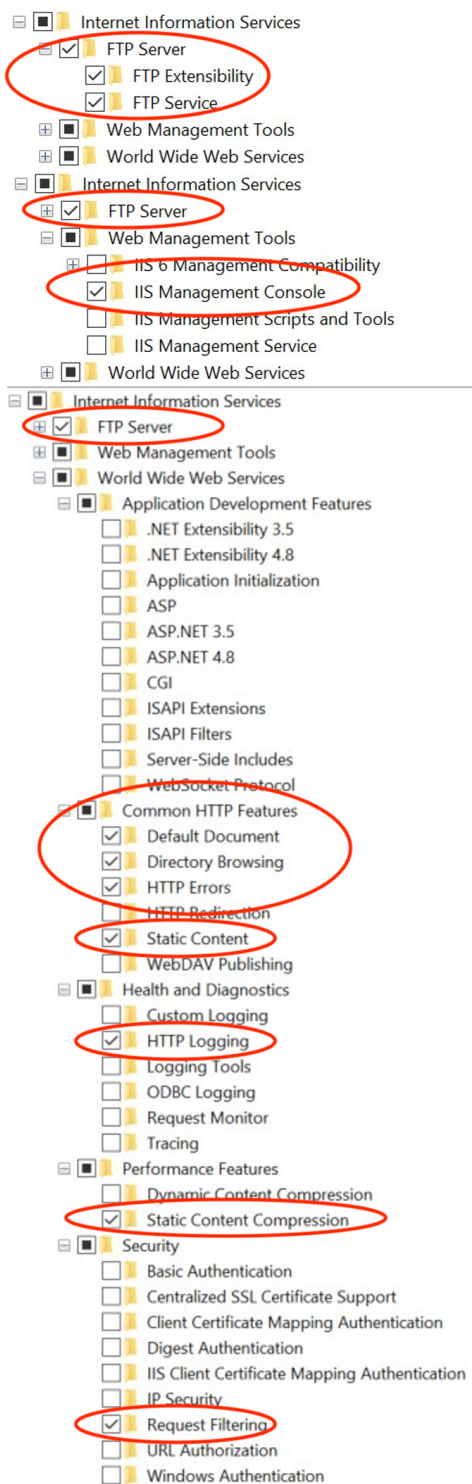 Internet Information Services
FTP Server
FTP Extensibility
FTP Service
Web Management Tools
World Wide Web Services
Internet Information Services
FTP Server
Web Management Tools
IIS 6 Management Compatibility
IIS Management Console
IIS Management Scripts and Tools
IIS Management Service
World Wide Web Services
Internet Information Services
FTP Server
Web Management Tools
World Wide Web Services
Application Development Features
.NET Extensibility 3.5
.NET Extensibility 4.8
Application Initialization
ASP
ASP.NET 3.5
ASP.NET 4.8
CGI
ISAPI Extensions
ISAPI Filters
Server-Side Includes
WebSocket Protocol
Common HTTP Features
Default Document
Directory Browsing
HTTP Errors
HTTP Redirection
Static Content
WebDAV Publishing
Health and Diagnostics
Custom Logging
HTTP Logging
Logging Tools
ODBC Logging
Request Monitor
Tracing
Performance Features
Dynamic Content Compression
Static Content Compression
Security
Basic Authentication
Centralized SSL Certificate Support
Client Certificate Mapping Authentication
Digest Authentication
IIS Client Certificate Mapping Authentication
IP Security
Request Filtering
URL Authorization
Windows Authentication